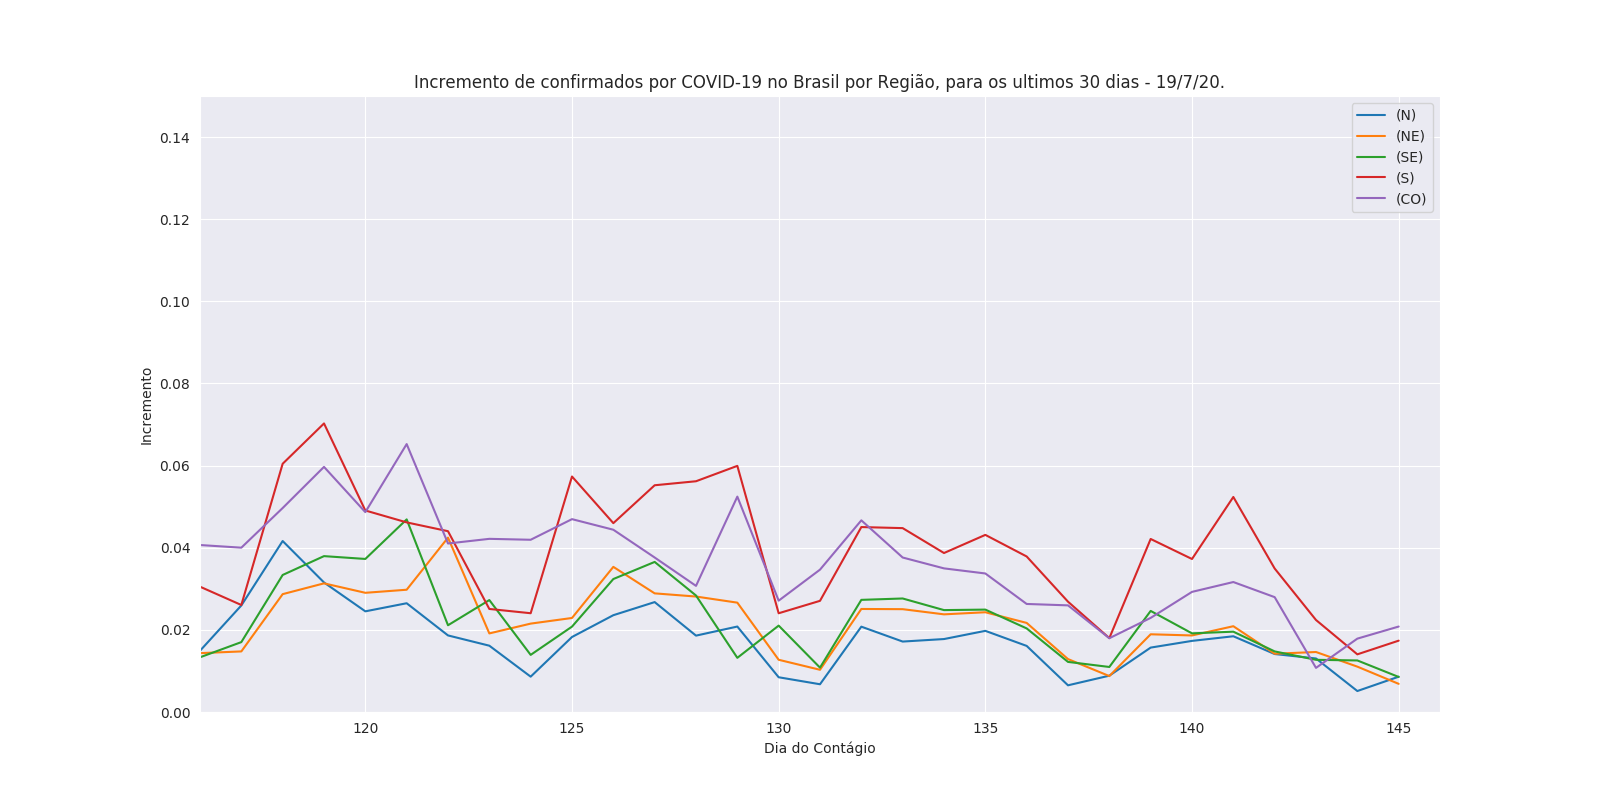 Incremento de confirmados por COVID-19 no Brasil por Região, para os ultimos 30 dias - 19/7/20.
(N)
(NE)
(SE)
(S)
(CO)
0.14
0.12
0.10
0.08
0.06
0.04
0.02
0.00
Incremento
120 125 130 135 140 145
Dia do Contágio